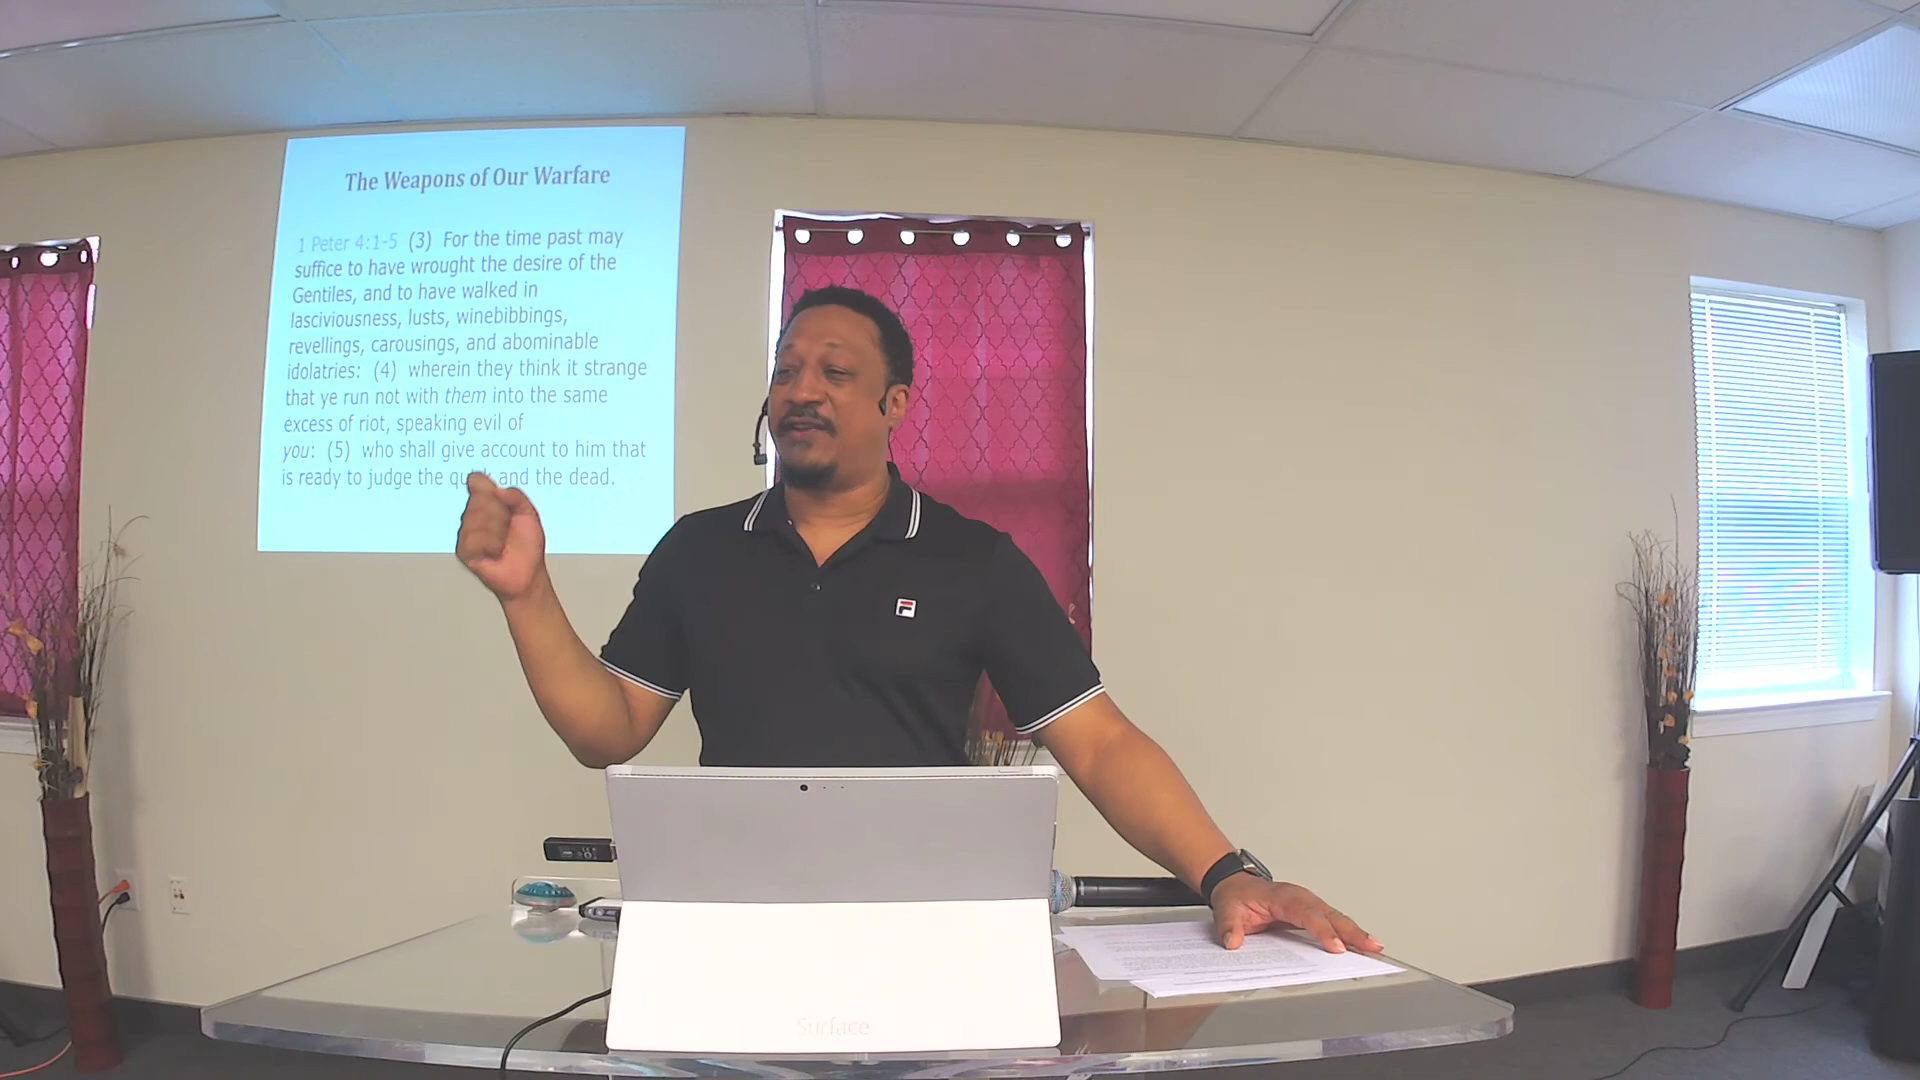 The Weapons of Our Warfare
1 Peter 4:1-5 (3) For the time past may
suffice to have wrought the desire of the
Gentiles, and to have walked in
lasciviousness, lusts, winebibbings,
revellings, carousings, and abominable
idolatries: (4) wherein they think it strange
that ye run not with them into the same
excess of riot, speaking evil of
you: (5) who shall give account to him that
is ready to judge the quick and the dead.
Surface